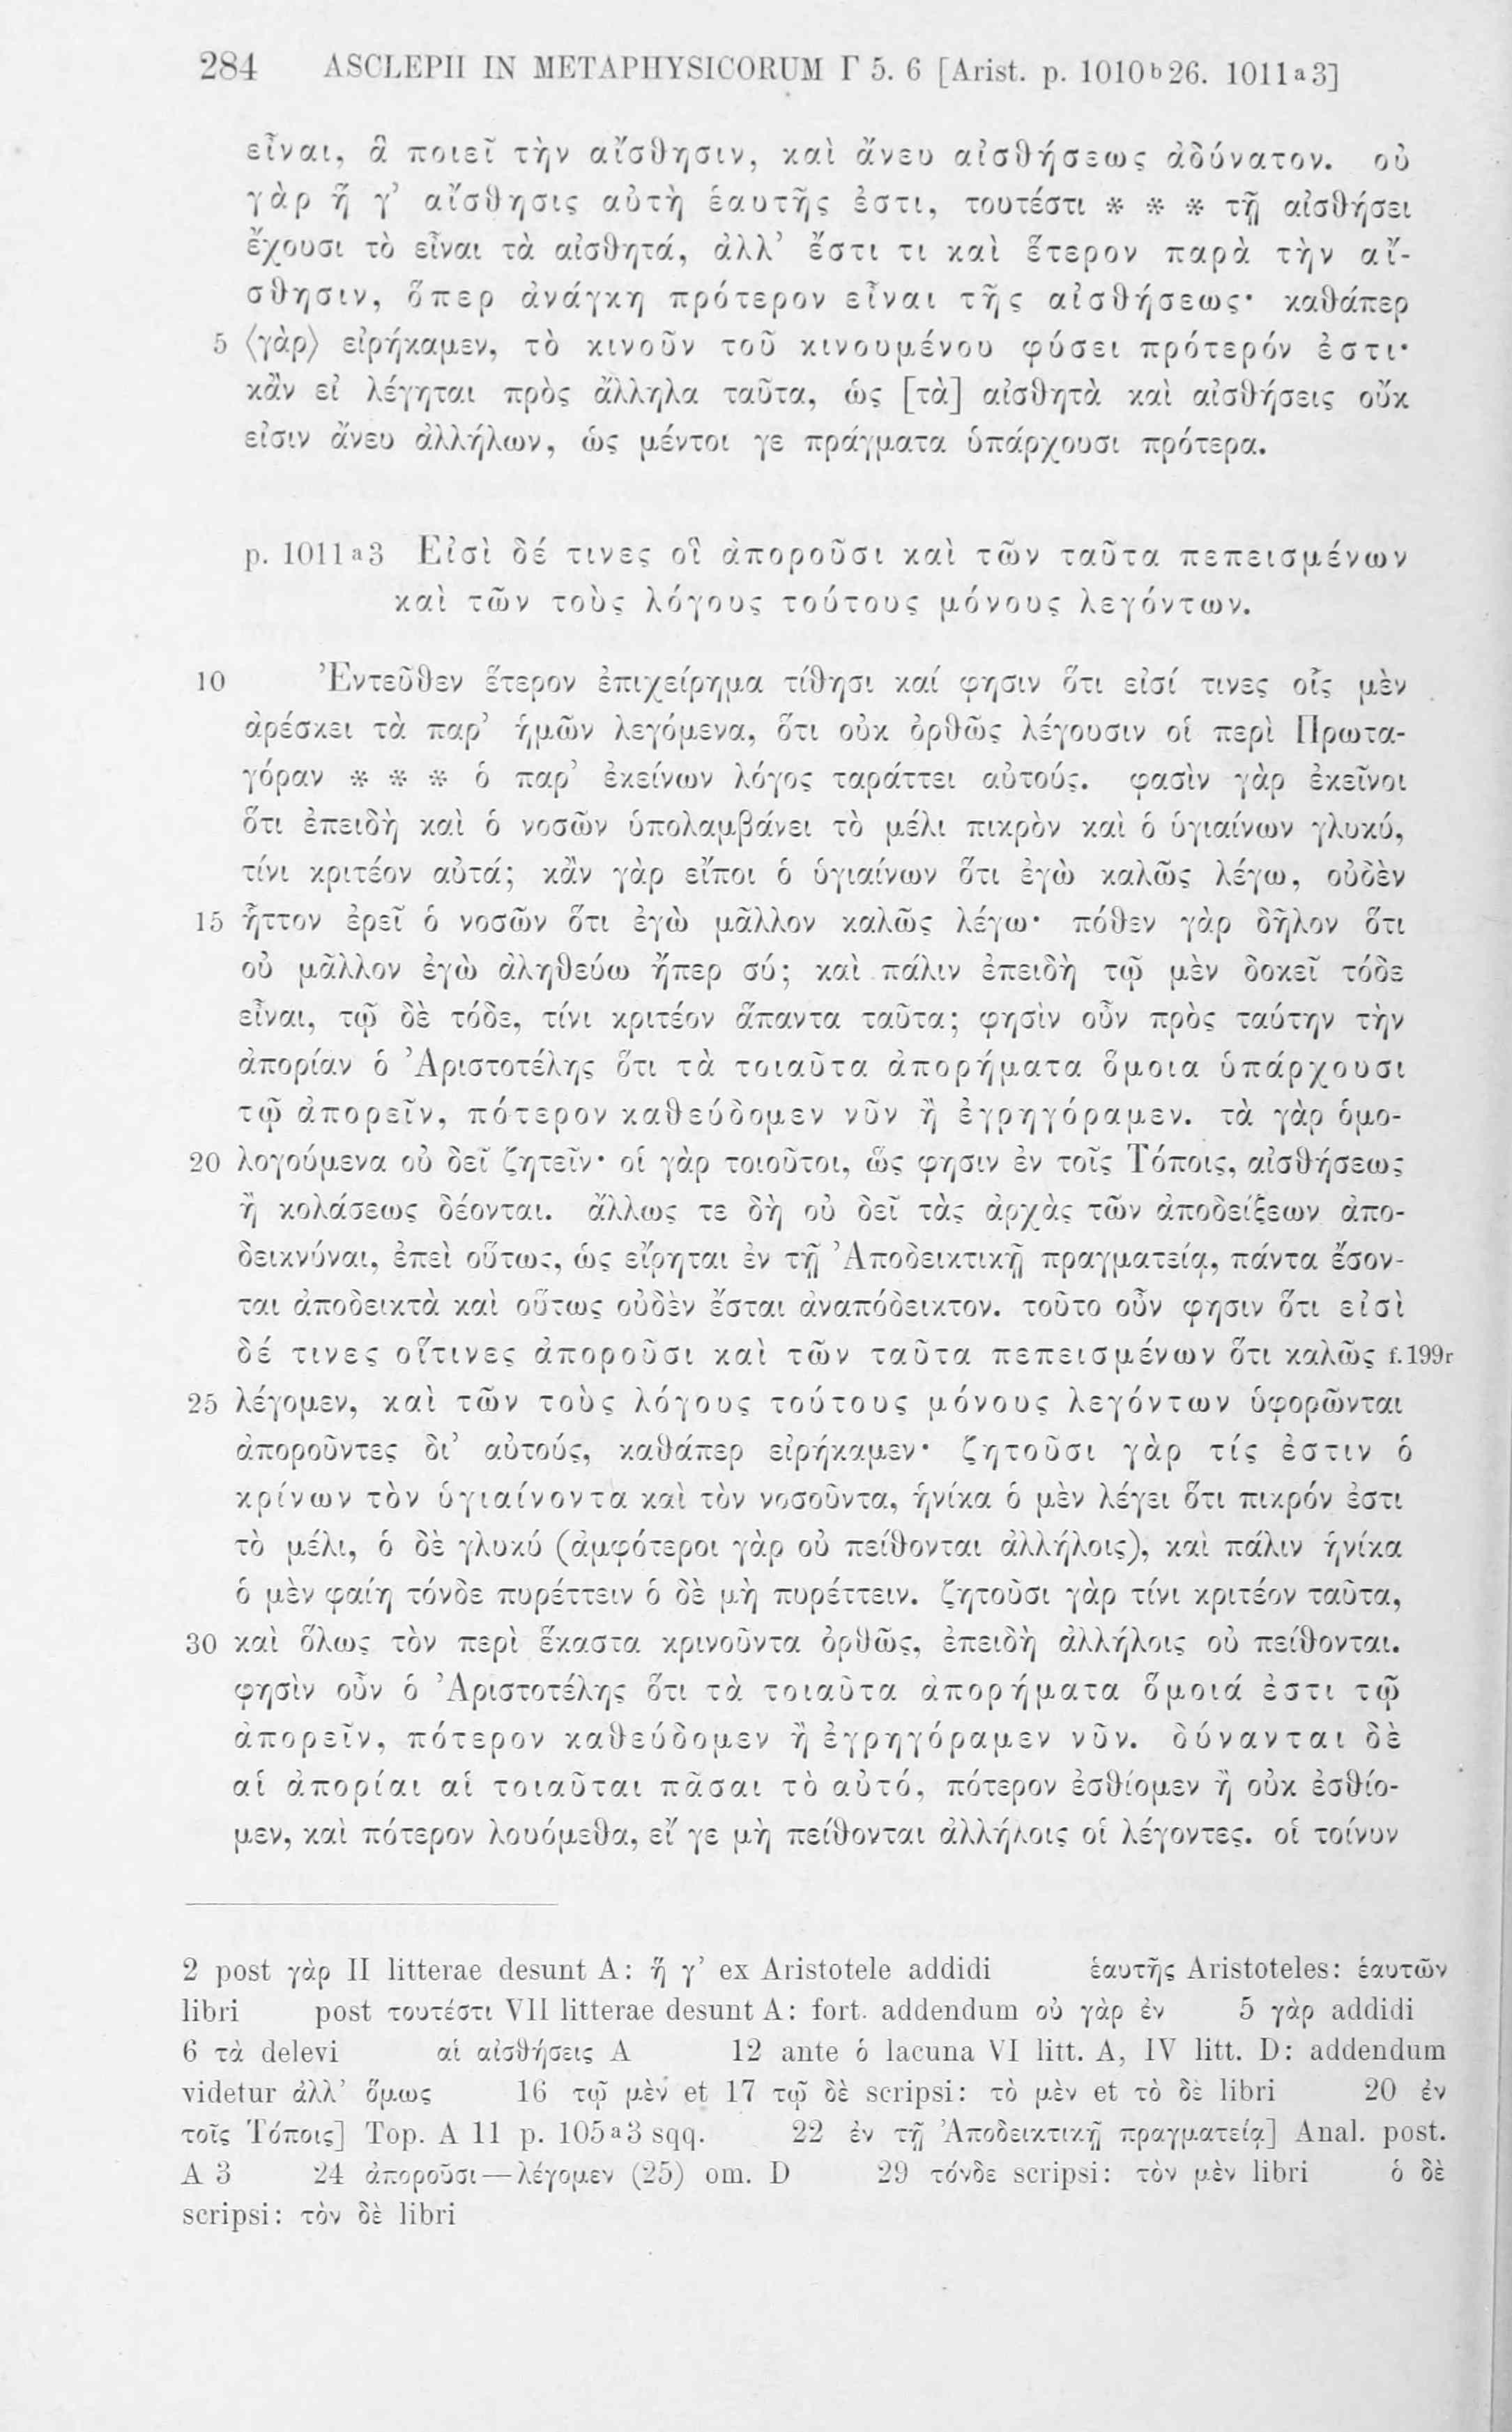 284 ASCLEPII IN METAPHYSICORUM Γ 5. 6 [Arist. p. 1010b26. 1011a3]
εἶναι, ἃ ποιεῖ τὴν αἴσθησιν, καὶ ἄνευ αἰσθήσεως ἀδύνατον. οὐ
γὰρ ἥ γ’ αἴσθησις αὐτὴ ἑαυτῆς ἐστι, τουτέστι * * * τῇ αἰσθήσει
ἔχουσι τὸ εἶναι τὰ αἰσθητά, ἀλλ’ ἔστι τι καὶ ἕτερον παρὰ τὴν αἴ-
σθησιν, ὅπερ ἀνάγκη πρότερον εἶναι τῆς αἰσθήσεως· καθάπερ
5 ⟨γὰρ⟩ εἰρήκαμεν, τὸ κινοῦν τοῦ κινουμένου φύσει πρότερόν ἐστι·
κἂν εἰ λέγηται πρὸς ἄλληλα ταῦτα, ὡς [τὰ] αἰσθητὰ καὶ αἰσθήσεις οὔκ
εἰσιν ἄνευ ἀλλήλων, ὡς μέντοι γε πράγματα ὑπάρχουσι πρότερα.
p. 1011a3 Εἰσὶ δέ τινες οἳ ἀποροῦσι καὶ τῶν ταῦτα πεπεισμένων
καὶ τῶν τοὺς λόγους τούτους μόνους λεγόντων.
10 Ἐντεῦθεν ἕτερον ἐπιχείρημα τίθησι καί φησιν ὅτι εἰσί τινες οἷς μὲν
ἀρέσκει τὰ παρ’ ἡμῶν λεγόμενα, ὅτι οὐκ ὀρθῶς λέγουσιν οἱ περὶ Πρωτα-
γόραν * * * ὁ παρ’ ἐκείνων λόγος ταράττει αὐτούς. φασὶν γὰρ ἐκεῖνοι
ὅτι ἐπειδὴ καὶ ὁ νοσῶν ὑπολαμβάνει τὸ μέλι πικρὸν καὶ ὁ ὑγιαίνων γλυκύ,
τίνι κριτέον αὐτά; κἂν γὰρ εἴποι ὁ ὑγιαίνων ὅτι ἐγὼ καλῶς λέγω, οὐδὲν
15 ἧττον ἐρεῖ ὁ νοσῶν ὅτι ἐγὼ μᾶλλον καλῶς λέγω· πόθεν γὰρ δῆλον ὅτι
οὐ μᾶλλον ἐγὼ ἀληθεύω ἤπερ σύ; καὶ πάλιν ἐπειδὴ τῷ μὲν δοκεῖ τόδε
εἶναι, τῷ δὲ τόδε, τίνι κριτέον ἅπαντα ταῦτα; φησὶν οὖν πρὸς ταύτην τὴν
ἀπορίαν ὁ Ἀριστοτέλης ὅτι τὰ τοιαῦτα ἀπορήματα ὅμοια ὑπάρχουσι
τῷ ἀπορεῖν, πότερον καθεύδομεν νῦν ἢ ἐγρηγόραμεν. τὰ γὰρ ὁμο-
20 λογούμενα οὐ δεῖ ζητεῖν· οἱ γὰρ τοιοῦτοι, ὥς φησιν ἐν τοῖς Τόποις, αἰσθήσεως
ἢ κολάσεως δέονται. ἄλλως τε δὴ οὐ δεῖ τὰς ἀρχὰς τῶν ἀποδείξεων ἀπο-
δεικνύναι, ἐπεὶ οὕτως, ὡς εἴρηται ἐν τῇ Ἀποδεικτικῇ πραγματείᾳ, πάντα ἔσον-
ται ἀποδεικτὰ καὶ οὕτως οὐδὲν ἔσται ἀναπόδεικτον. τοῦτο οὖν φησιν ὅτι εἰσὶ
δέ τινες οἵτινες ἀποροῦσι καὶ τῶν ταῦτα πεπεισμένων ὅτι καλῶς f.199r
25 λέγομεν, καὶ τῶν τοὺς λόγους τούτους μόνους λεγόντων ὑφορῶνται
ἀποροῦντες δι’ αὐτούς, καθάπερ εἰρήκαμεν· ζητοῦσι γὰρ τίς ἐστιν ὁ
κρίνων τὸν ὑγιαίνοντα καὶ τὸν νοσοῦντα, ἡνίκα ὁ μὲν λέγει ὅτι πικρόν ἐστι
τὸ μέλι, ὁ δὲ γλυκύ (ἀμφότεροι γὰρ οὐ πείθονται ἀλλήλοις), καὶ πάλιν ἡνίκα
ὁ μὲν φαίη τόνδε πυρέττειν ὁ δὲ μὴ πυρέττειν. ζητοῦσι γὰρ τίνι κριτέον ταῦτα,
30 καὶ ὅλως τὸν περὶ ἕκαστα κρινοῦντα ὀρθῶς, ἐπειδὴ ἀλλήλοις οὐ πείθονται.
φησὶν οὖν ὁ Ἀριστοτέλης ὅτι τὰ τοιαῦτα ἀπορήματα ὅμοιά ἐστι τῷ
ἀπορεῖν, πότερον καθεύδομεν ἢ ἐγρηγόραμεν νῦν. δύνανται δὲ
αἱ ἀπορίαι αἱ τοιαῦται πᾶσαι τὸ αὐτό, πότερον ἐσθίομεν ἢ οὐκ ἐσθίο-
μεν, καὶ πότερον λουόμεθα, εἴ γε μὴ πείθονται ἀλλήλοις οἱ λέγοντες. οἱ τοίνυν
2 post γὰρ II litterae desunt A: ἥ γ’ ex Aristotele addidi ἑαυτῆς Aristoteles: ἑαυτῶν
libri post τουτέστι VII litterae desunt A: fort. addendum οὐ γὰρ ἐν 5 γὰρ addidi
6 τὰ delevi αἱ αἰσθήσεις A 12 ante ὁ lacuna VI litt. A, IV litt. D: addendum
videtur ἀλλ’ ὅμως 16 τῷ μὲν et 17 τῷ δὲ scripsi: τὸ μὲν et τὸ δὲ libri 20 ἐν
τοῖς Τόποις] Top. A 11 p. 105a3 sqq. 22 ἐν τῇ Ἀποδεικτικῇ πραγματείᾳ] Anal. post.
A 3 24 ἀποροῦσι—λέγομεν (25) om. D 29 τόνδε scripsi: τὸν μὲν libri ὁ δὲ
scripsi: τὸν δὲ libri